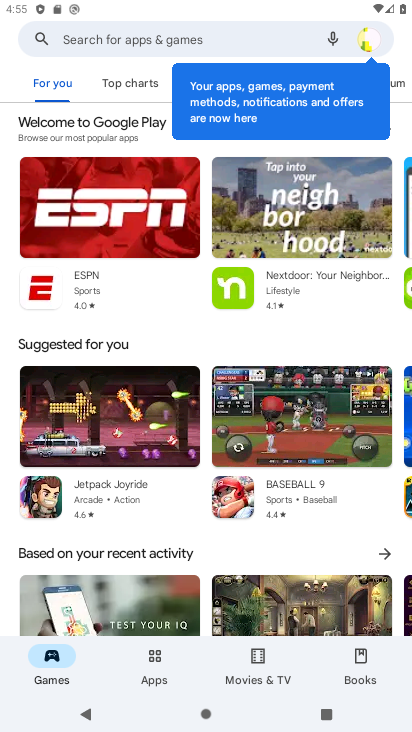 4:55
Search for apps & games
For you
Top charts
um
Your apps, games, payment
methods, notifications and offers
are now here
Welcome to Google Play
Browse our most popular apps
ESPN
Tap into
your
neigh
bor
hood
ESPN
Sports
4.0★
Nextdoor: Your Neighbor...
Lifestyle
4.1★
Suggested for you
PITCH
Jetpack Joyride
Arcade • Action
4.6★
BASEBALL 9
Sports • Baseball
4.4★
Based on your recent activity
TEST YOUR IQ
Games
Apps
Movies & TV
Books